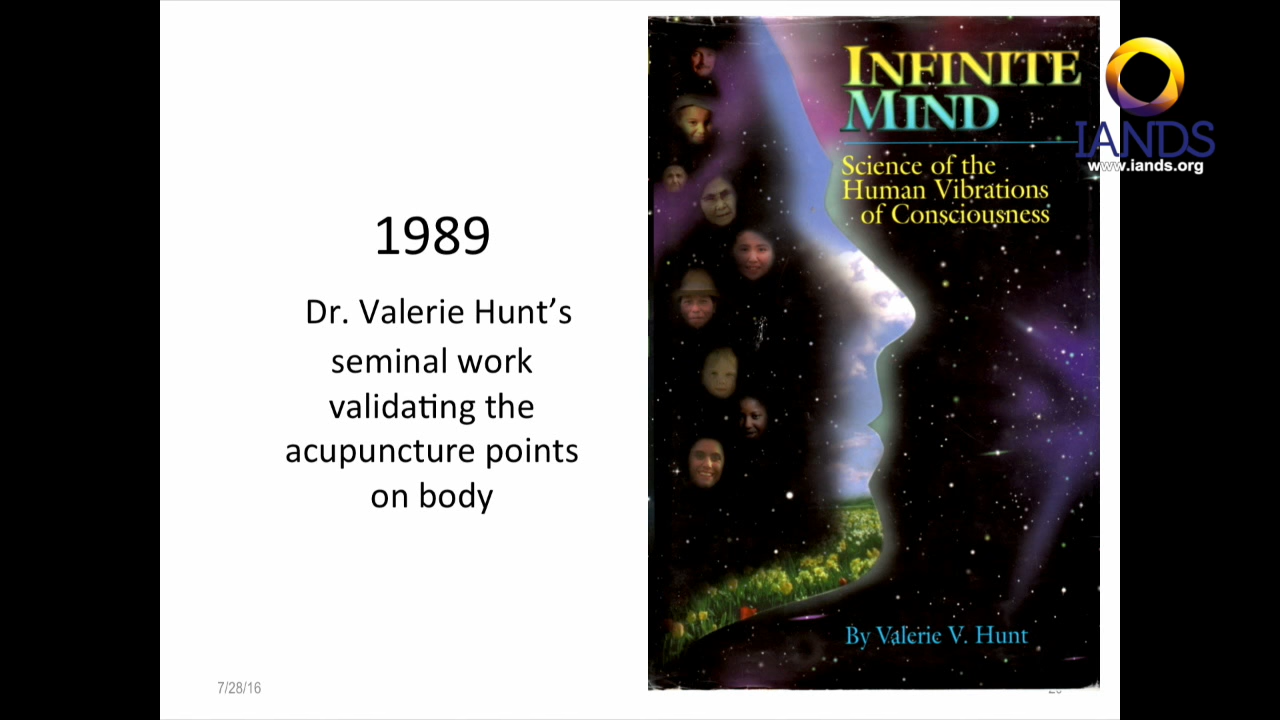 1989
Dr. Valerie Hunt’s
seminal work
validating the
acupuncture points
on body
7/28/16
INFINITE
MIND
Science of the
Human Vibrations
of Consciousness
By Valerie V. Hunt
IANDS
www.iands.org